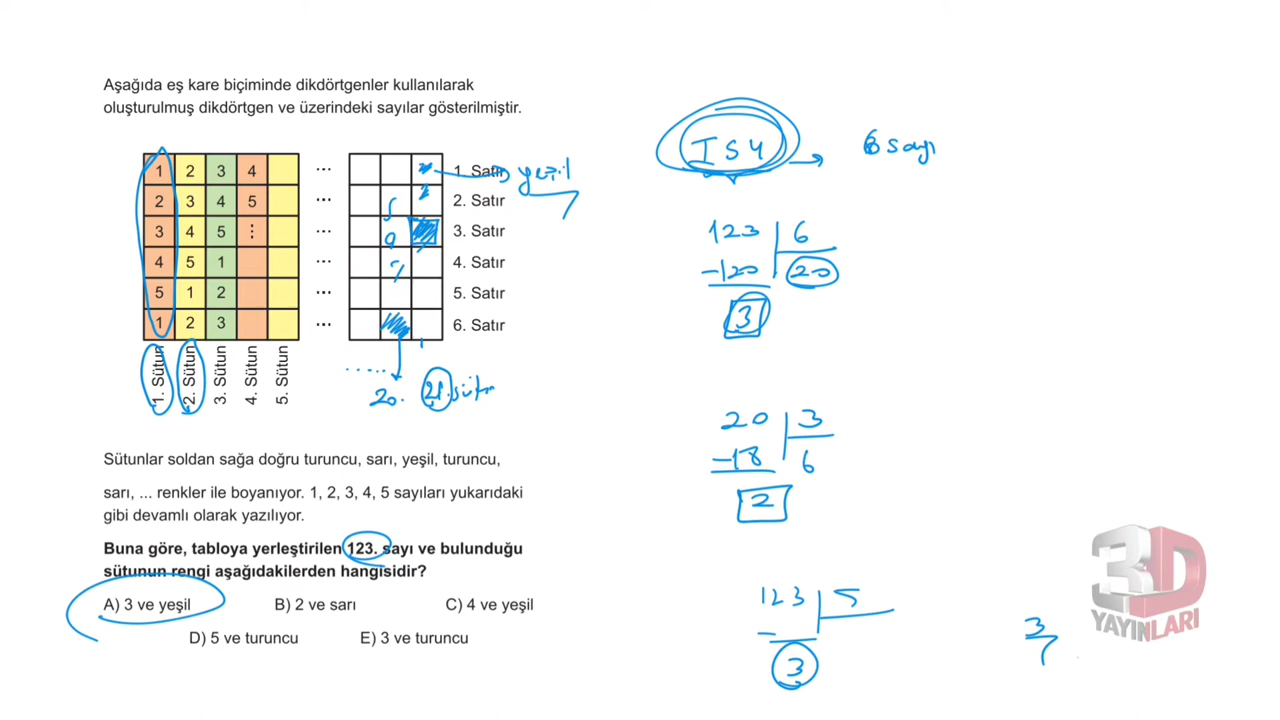 Aşağıda eş kare biçiminde dikdörtgenler kullanılarak
oluşturulmuş dikdörtgen ve üzerindeki sayılar gösterilmiştir.
1 2 3 4 ... 1. Satır
2 3 4 5 ... 2. Satır
3 4 5 ⋮ ... 3. Satır
4 5 1 ... 4. Satır
5 1 2 ... 5. Satır
1 2 3 ... 6. Satır
1. Sütun
2. Sütun
3. Sütun
4. Sütun
5. Sütun
yeşil
...... 20. 21. sütun
Sütunlar soldan sağa doğru turuncu, sarı, yeşil, turuncu,
sarı, ... renkler ile boyanıyor. 1, 2, 3, 4, 5 sayıları yukarıdaki
gibi devamlı olarak yazılıyor.
Buna göre, tabloya yerleştirilen 123. sayı ve bulunduğu
sütunun rengi aşağıdakilerden hangisidir?
A) 3 ve yeşil B) 2 ve sarı C) 4 ve yeşil
D) 5 ve turuncu E) 3 ve turuncu
1 SY → 6 sayı
123 6
-120 20
3
20 3
-18 6
2
123 5
-
3
3
3D
YAYINLARI